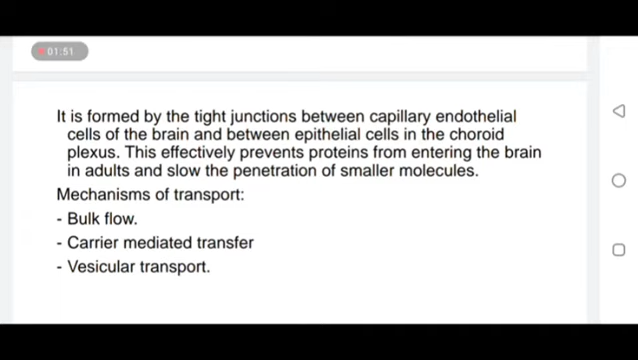 01:51
It is formed by the tight junctions between capillary endothelial
cells of the brain and between epithelial cells in the choroid
plexus. This effectively prevents proteins from entering the brain
in adults and slow the penetration of smaller molecules.
Mechanisms of transport:
- Bulk flow.
- Carrier mediated transfer
- Vesicular transport.